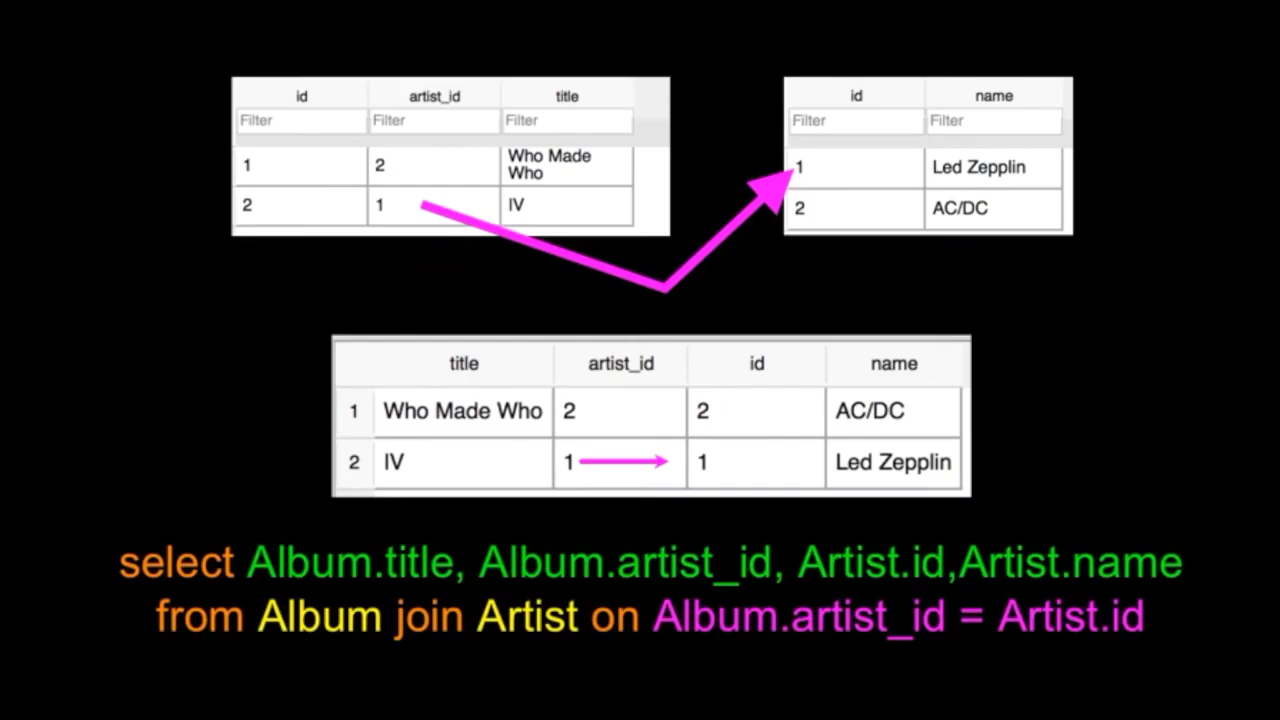 id artist_id title
Filter Filter Filter
1 2 Who Made Who
2 1 IV
id name
Filter Filter
1 Led Zepplin
2 AC/DC
title artist_id id name
1 Who Made Who 2 2 AC/DC
2 IV 1 1 Led Zepplin
select Album.title, Album.artist_id, Artist.id,Artist.name
from Album join Artist on Album.artist_id = Artist.id